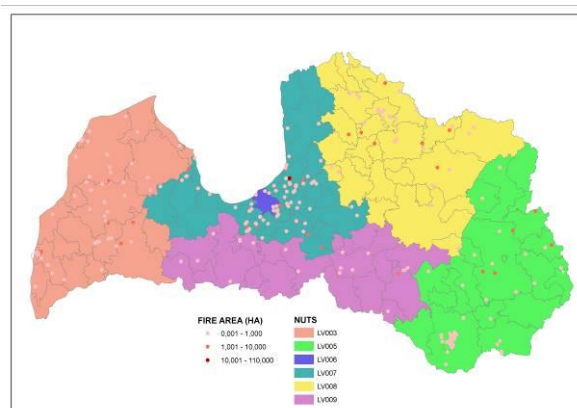 FIRE AREA (HA)
0,001 - 1,000
1,001 - 10,000
10,001 - 110,000
NUTS
LV003
LV005
LV006
LV007
LV008
LV009